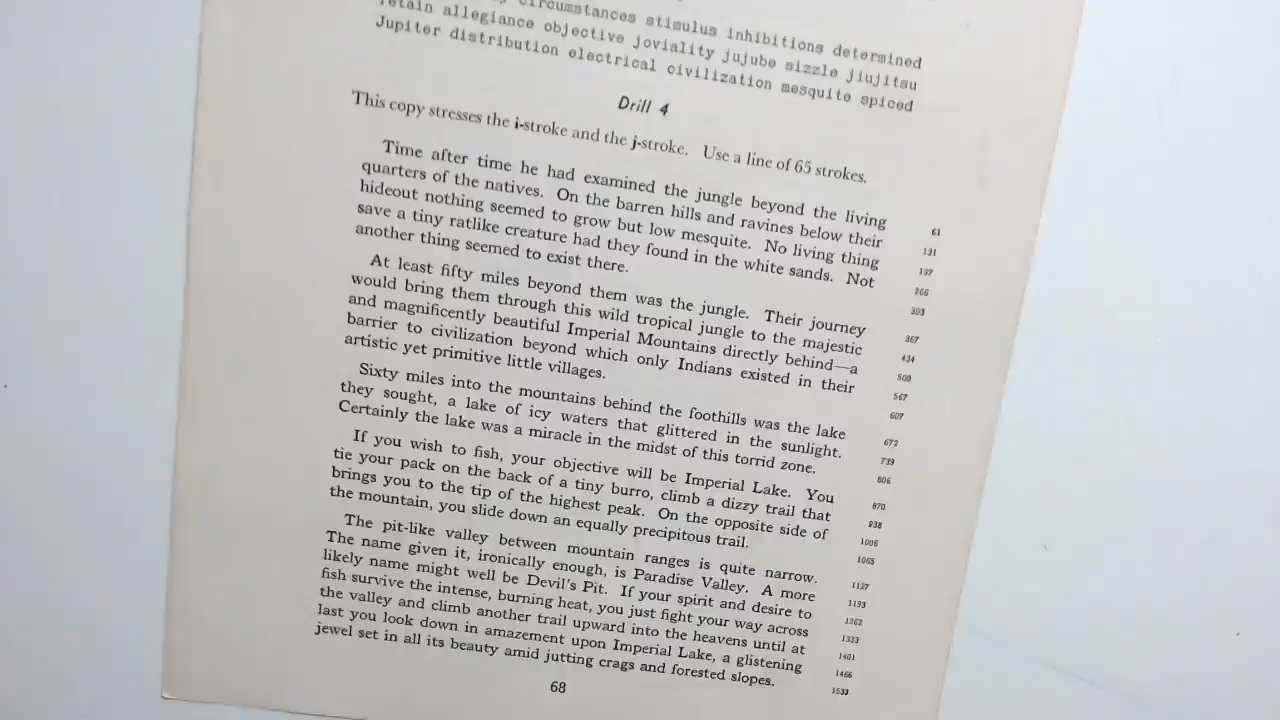 circumstances stimulus inhibitions determined
retain allegiance objective joviality jujube sizzle jiujitsu
Jupiter distribution electrical civilization mesquite spiced
Drill 4
This copy stresses the i-stroke and the j-stroke. Use a line of 65 strokes.
Time after time he had examined the jungle beyond the living 61
quarters of the natives. On the barren hills and ravines below their 131
hideout nothing seemed to grow but low mesquite. No living thing 197
save a tiny ratlike creature had they found in the white sands. Not 266
another thing seemed to exist there. 303
At least fifty miles beyond them was the jungle. Their journey 367
would bring them through this wild tropical jungle to the majestic 434
and magnificently beautiful Imperial Mountains directly behind—a 500
barrier to civilization beyond which only Indians existed in their 567
artistic yet primitive little villages. 607
Sixty miles into the mountains behind the foothills was the lake 672
they sought, a lake of icy waters that glittered in the sunlight. 739
Certainly the lake was a miracle in the midst of this torrid zone. 806
If you wish to fish, your objective will be Imperial Lake. You 870
tie your pack on the back of a tiny burro, climb a dizzy trail that 938
brings you to the tip of the highest peak. On the opposite side of 1006
the mountain, you slide down an equally precipitous trail. 1065
The pit-like valley between mountain ranges is quite narrow. 1127
The name given it, ironically enough, is Paradise Valley. A more 1193
likely name might well be Devil's Pit. If your spirit and desire to 1262
fish survive the intense, burning heat, you just fight your way across 1333
the valley and climb another trail upward into the heavens until at 1401
last you look down in amazement upon Imperial Lake, a glistening 1466
jewel set in all its beauty amid jutting crags and forested slopes. 1533
68